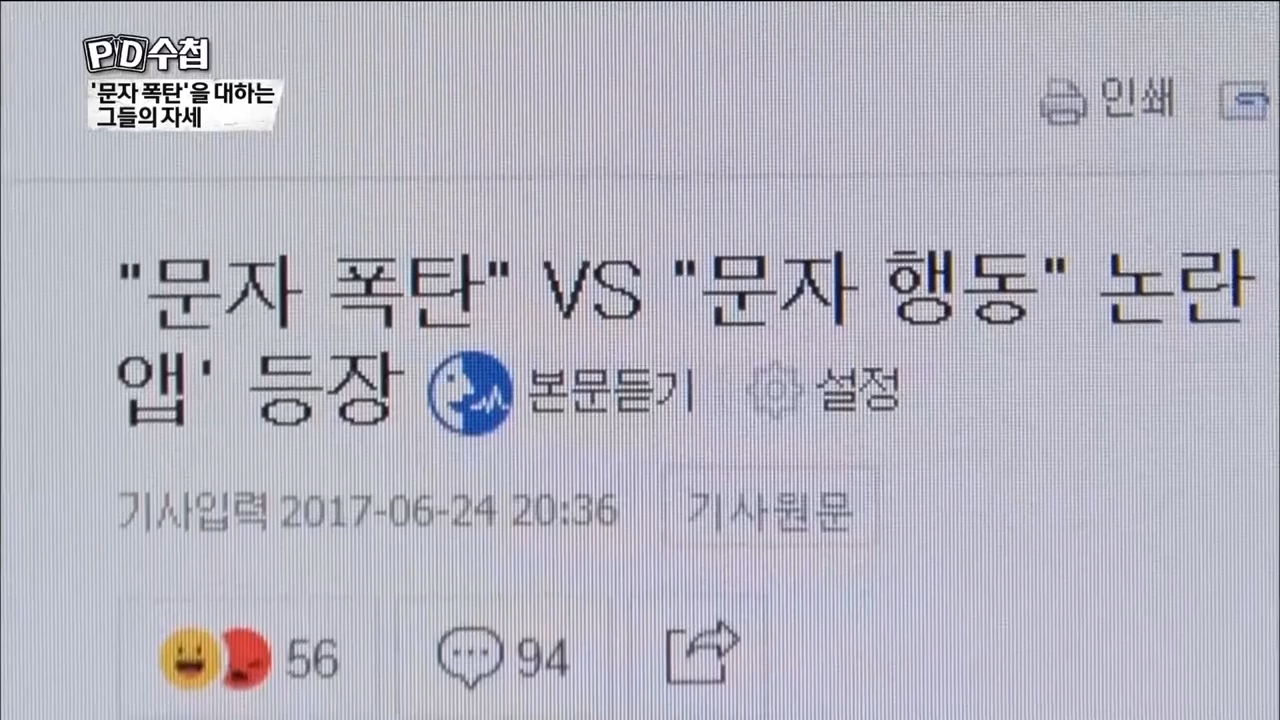 PD수첩
'문자 폭탄'을 대하는
그들의 자세
인쇄
"문자 폭탄" VS "문자 행동" 논란
앱' 등장 본문듣기 설정
기사입력 2017-06-24 20:36 기사원문
56 94